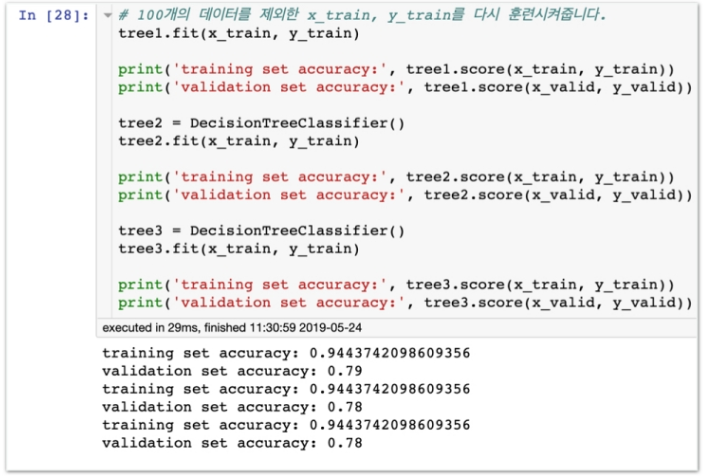 In [28]:
# 100개의 데이터를 제외한 x_train, y_train를 다시 훈련시켜줍니다.
tree1.fit(x_train, y_train)
print('training set accuracy:', tree1.score(x_train, y_train))
print('validation set accuracy:', tree1.score(x_valid, y_valid))
tree2 = DecisionTreeClassifier()
tree2.fit(x_train, y_train)
print('training set accuracy:', tree2.score(x_train, y_train))
print('validation set accuracy:', tree2.score(x_valid, y_valid))
tree3 = DecisionTreeClassifier()
tree3.fit(x_train, y_train)
print('training set accuracy:', tree3.score(x_train, y_train))
print('validation set accuracy:', tree3.score(x_valid, y_valid))
executed in 29ms, finished 11:30:59 2019-05-24
training set accuracy: 0.9443742098609356
validation set accuracy: 0.79
training set accuracy: 0.9443742098609356
validation set accuracy: 0.78
training set accuracy: 0.9443742098609356
validation set accuracy: 0.78